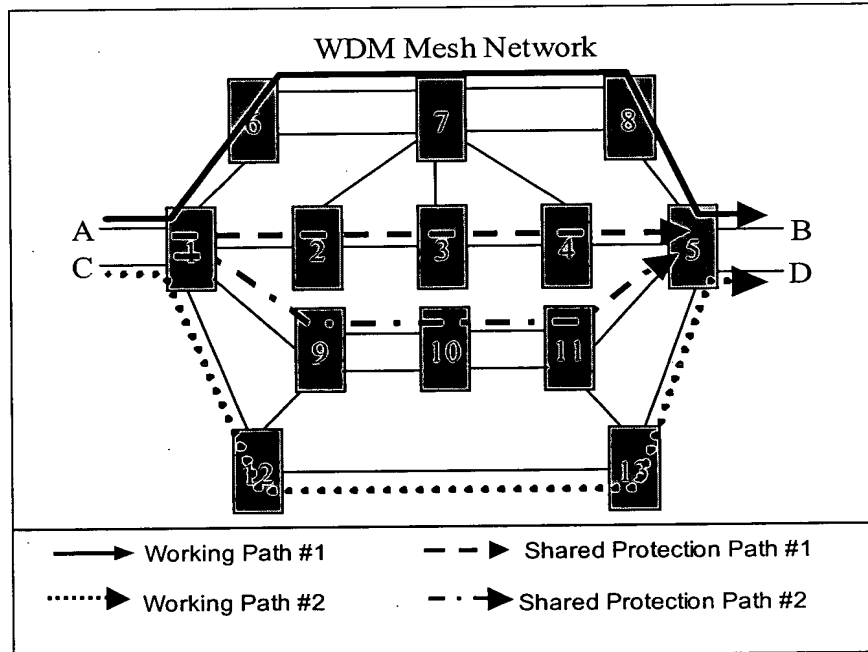 WDM Mesh Network
6 7 8
A B
1 2 3 4 5
C D
9 10 11
12 13
Working Path #1 Shared Protection Path #1
Working Path #2 Shared Protection Path #2